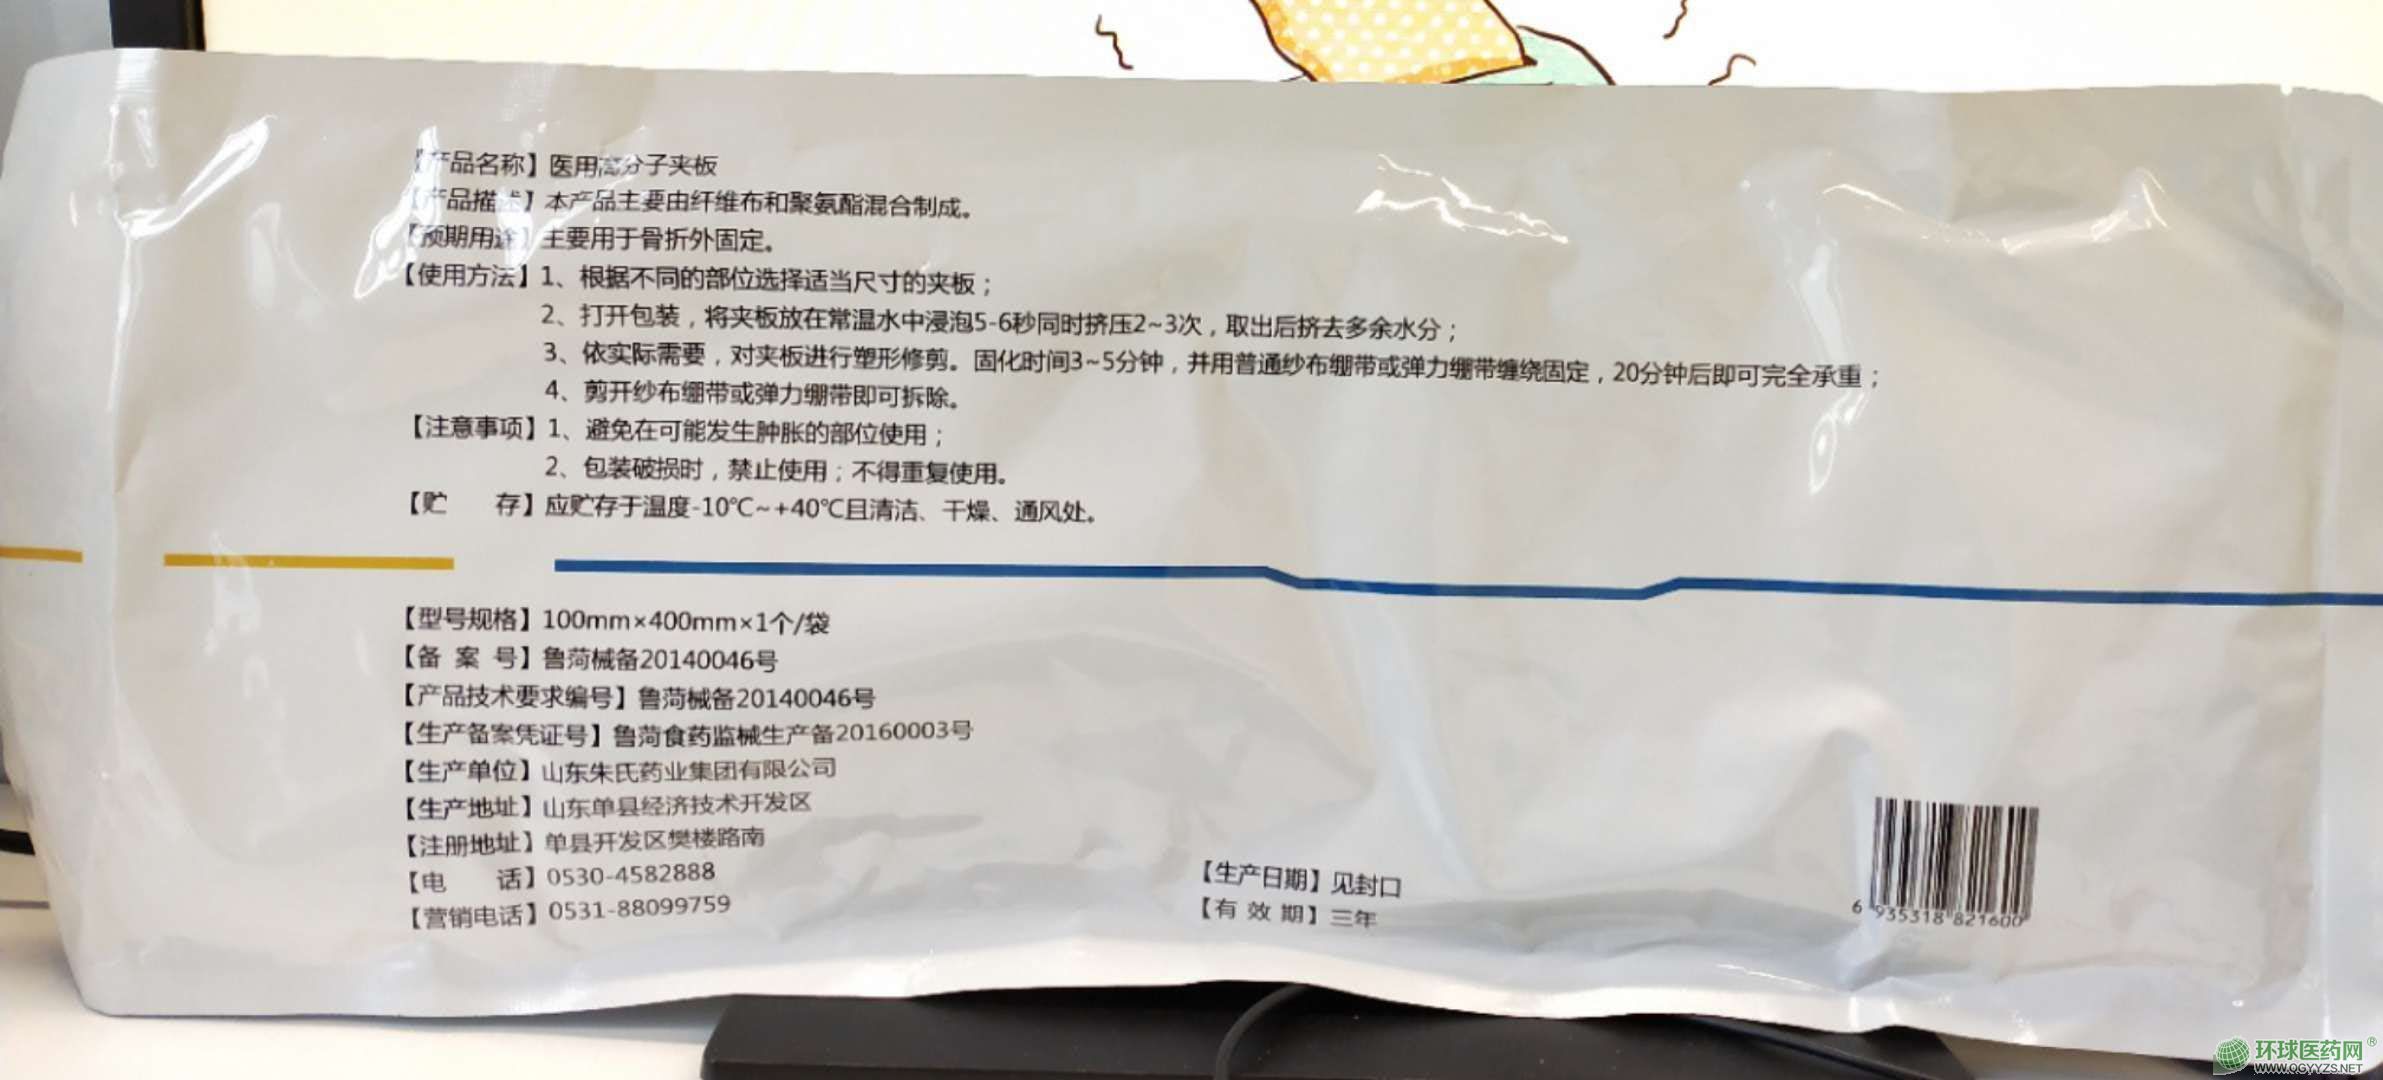 【产品名称】医用高分子夹板
【产品描述】本产品主要由纤维布和聚氨酯混合制成。
【预期用途】主要用于骨折外固定。
【使用方法】1、根据不同的部位选择适当尺寸的夹板；
2、打开包装，将夹板放在常温水中浸泡5-6秒同时挤压2~3次，取出后挤去多余水分；
3、依实际需要，对夹板进行塑形修剪。固化时间3~5分钟，并用普通纱布绷带或弹力绷带缠绕固定，20分钟后即可完全承重；
4、剪开纱布绷带或弹力绷带即可拆除。
【注意事项】1、避免在可能发生肿胀的部位使用；
2、包装破损时，禁止使用；不得重复使用。
【贮 存】应贮存于温度-10℃~+40℃且清洁、干燥、通风处。
【型号规格】100mm×400mm×1个/袋
【备 案 号】鲁菏械备20140046号
【产品技术要求编号】鲁菏械备20140046号
【生产备案凭证号】鲁菏食药监械生产备20160003号
【生产单位】山东朱氏药业集团有限公司
【生产地址】山东单县经济技术开发区
【注册地址】单县开发区樊楼路南
【电 话】0530-4582888
【营销电话】0531-88099759
【生产日期】见封口
【有 效 期】三年
6 935318 821600
环球医药网®
WWW.QGYYZS.NET